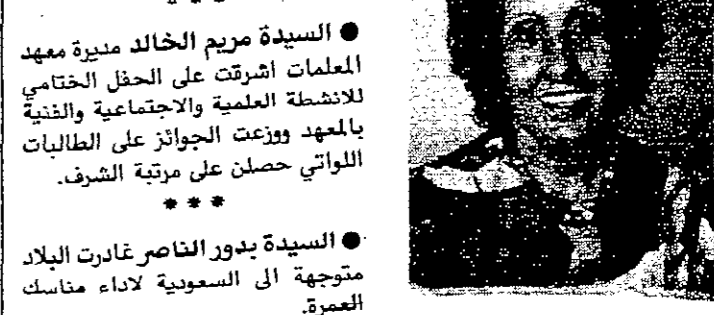 * * *
● السيدة مريم الخالد مديرة معهد
المعلمات اشرفت على الحفل الختامي
للانشطة العلمية والاجتماعية والفنية
بالمعهد ووزعت الجوائز على الطالبات
اللواتي حصلن على مرتبة الشرف.
* * *
● السيدة بدور الناصر غادرت البلاد
متوجهة الى السعودية لاداء مناسك
العمرة.